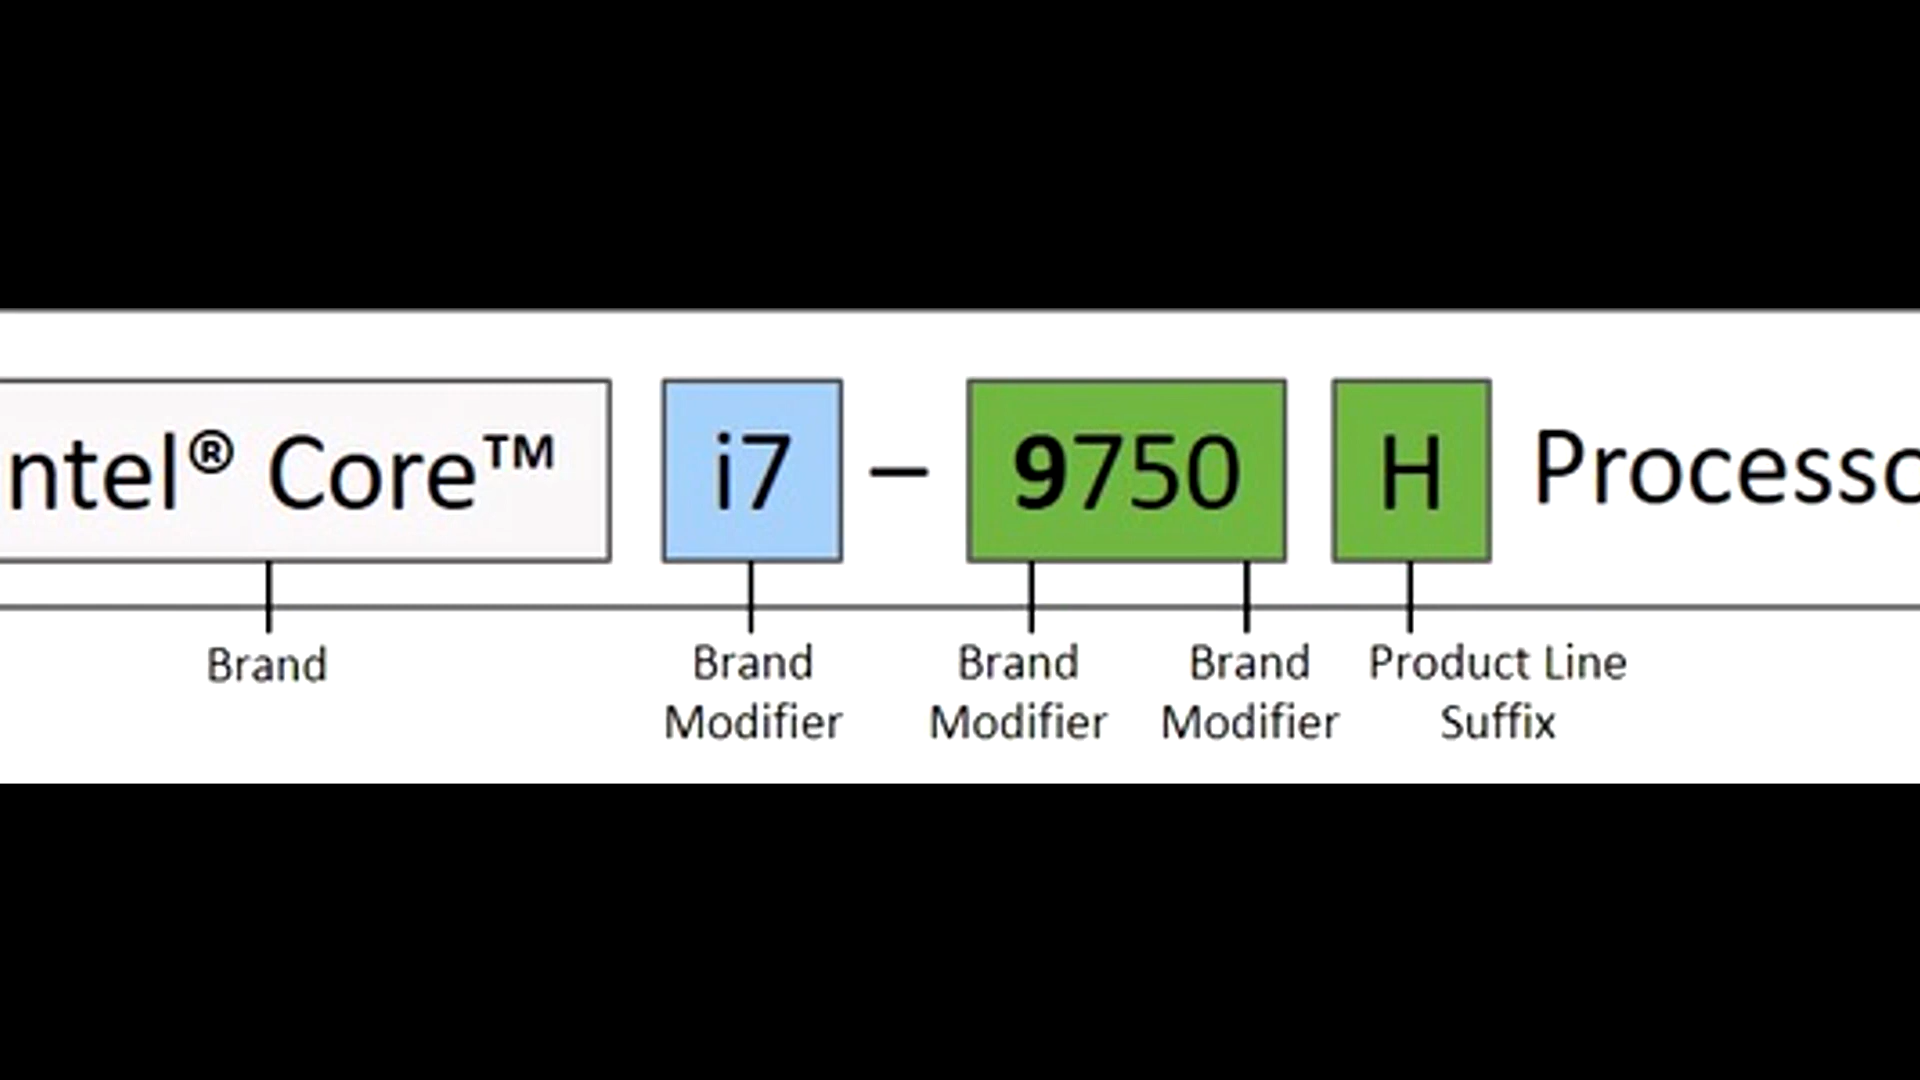 ntel® Core™ i7 – 9750 H Processo
Brand
Brand Modifier
Brand Modifier
Brand Modifier
Product Line Suffix